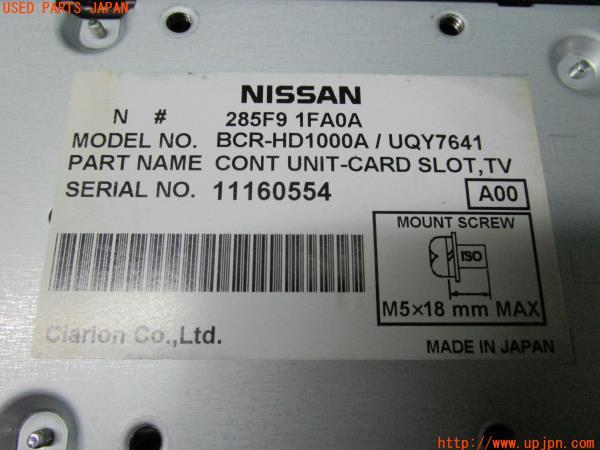 USED PARTS JAPAN
NISSAN
N # 285F9 1FA0A
MODEL NO. BCR-HD1000A / UQY7641
PART NAME CONT UNIT-CARD SLOT,TV
SERIAL NO. 11160554
A00
MOUNT SCREW
ISO
M5×18 mm MAX
Clarion Co.,Ltd.
MADE IN JAPAN
http://www.upjpn.com/